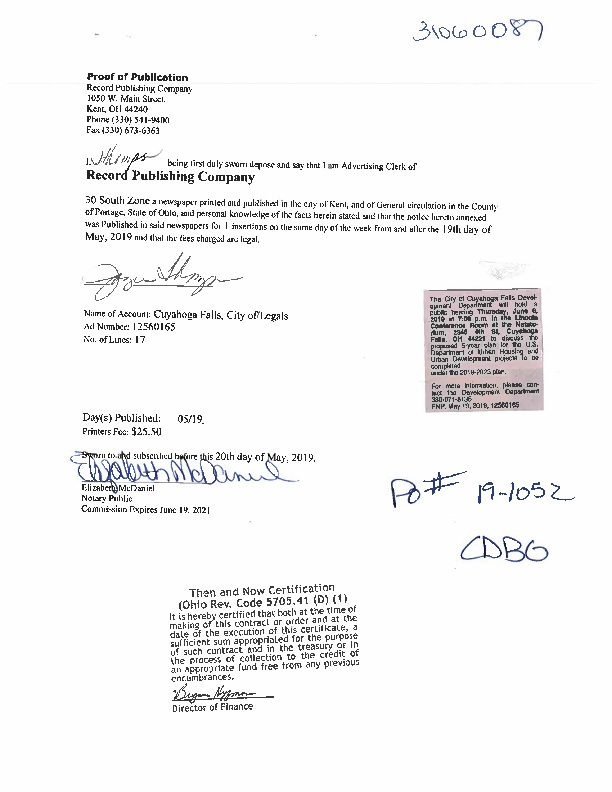 31060087
Proof of Publication
Record Publishing Company
1050 W. Main Street.
Kent, OH 44240
Phone (330) 541-9400
Fax (330) 673-6363
I, being first duly sworn depose and say that I am Advertising Clerk of
Record Publishing Company
30 South Zone a newspaper printed and published in the city of Kent, and of General circulation in the County
of Portage, State of Ohio, and personal knowledge of the facts herein stated and that the notice hereto annexed
was Published in said newspapers for 1 insertions on the same day of the week from and after the 19th day of
May, 2019 and that the fees charged are legal.
Name of Account: Cuyahoga Falls, City of Legals
Ad Number: 12560165
No. of Lines: 17
The City of Cuyahoga Falls Devel-
opment Department will hold a
public hearing Thursday, June 6,
2019 at 7:00 p.m. in the Lincoln
Conference Room at the Natato-
rium, 2345 4th St, Cuyahoga
Falls, OH 44221 to discuss the
proposed 5-year plan for the U.S.
Department of Urban Housing and
Urban Development projects to be
completed
under the 2019-2023 plan.
For more information, please con-
tact the Development Department
330-971-8135
FNP, May 19, 2019, 12560165
Day(s) Published: 05/19.
Printers Fee: $25.50
Sworn to and subscribed before this 20th day of May, 2019.
Elizabeth McDaniel
Elizabeth McDaniel
Notary Public
Commission Expires June 19, 2021
Po# 19-1052
CDBG
Then and Now Certification
(Ohio Rev. Code 5705.41 (D) (1)
It is hereby certified that both at the time of
making of this contract or order and at the
date of the execution of this certificate, a
sufficient sum appropriated for the purpose
of such contract and in the treasury or in
the process of collection to the credit of
an appropriate fund free from any previous
encumbrances.
Director of Finance